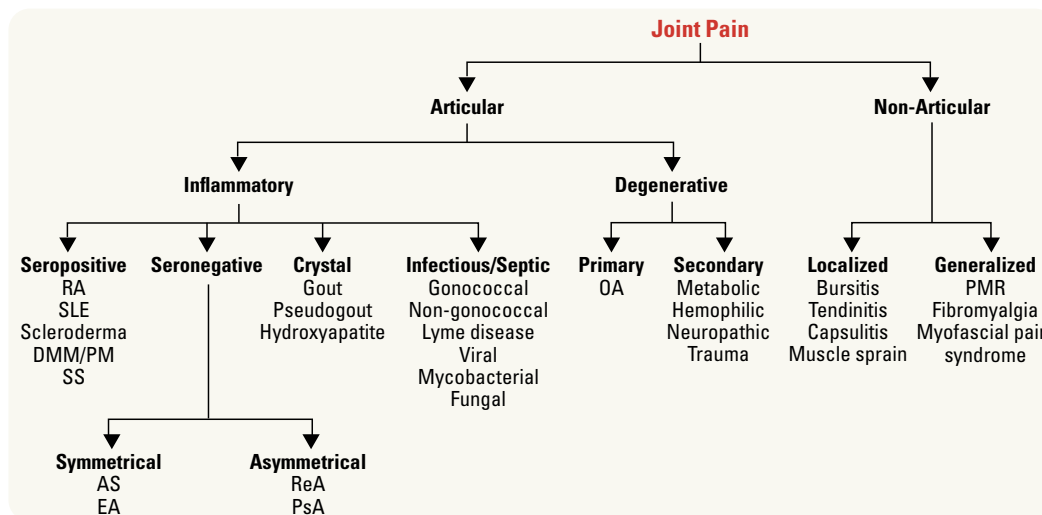 Joint Pain
Articular
Non-Articular
Inflammatory
Degenerative
Seropositive
RA
SLE
Scleroderma
DMM/PM
SS
Seronegative
Crystal
Gout
Pseudogout
Hydroxyapatite
Infectious/Septic
Gonococcal
Non-gonococcal
Lyme disease
Viral
Mycobacterial
Fungal
Primary
OA
Secondary
Metabolic
Hemophilic
Neuropathic
Trauma
Localized
Bursitis
Tendinitis
Capsulitis
Muscle sprain
Generalized
PMR
Fibromyalgia
Myofascial pain
syndrome
Symmetrical
AS
EA
Asymmetrical
ReA
PsA